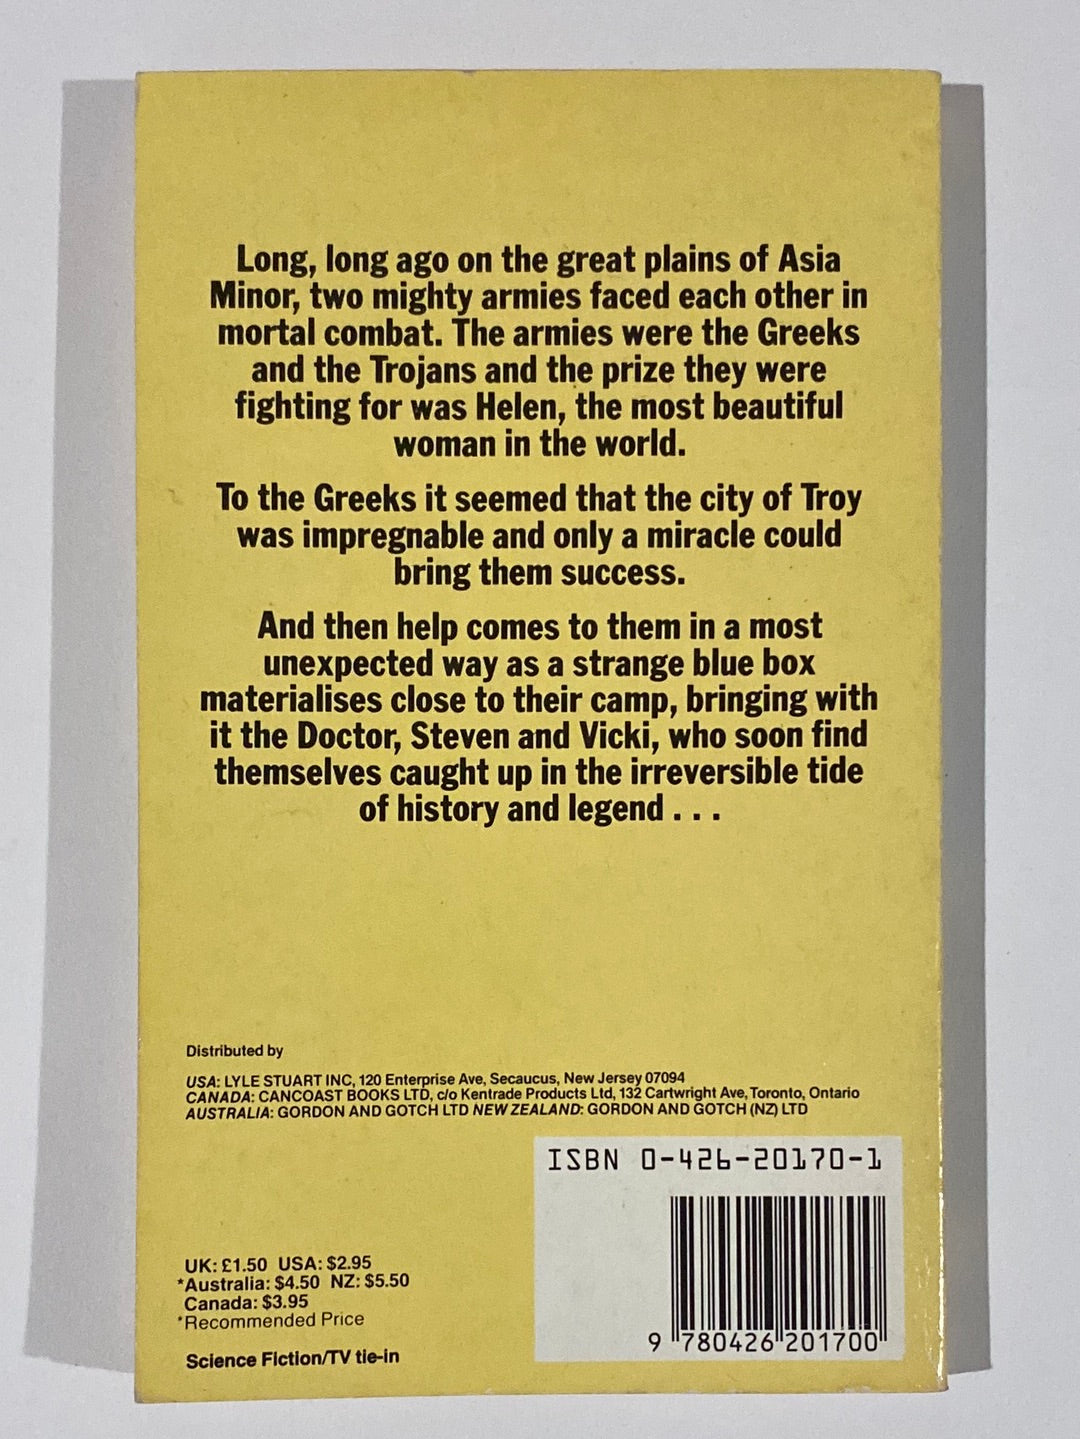 Long, long ago on the great plains of Asia
Minor, two mighty armies faced each other in
mortal combat. The armies were the Greeks
and the Trojans and the prize they were
fighting for was Helen, the most beautiful
woman in the world.
To the Greeks it seemed that the city of Troy
was impregnable and only a miracle could
bring them success.
And then help comes to them in a most
unexpected way as a strange blue box
materialises close to their camp, bringing with
it the Doctor, Steven and Vicki, who soon find
themselves caught up in the irreversible tide
of history and legend . . .
Distributed by
USA: LYLE STUART INC, 120 Enterprise Ave, Secaucus, New Jersey 07094
CANADA: CANCOAST BOOKS LTD, c/o Kentrade Products Ltd, 132 Cartwright Ave, Toronto, Ontario
AUSTRALIA: GORDON AND GOTCH LTD NEW ZEALAND: GORDON AND GOTCH (NZ) LTD
ISBN 0-426-20170-1
9 780426 201700
UK: £1.50 USA: $2.95
*Australia: $4.50 NZ: $5.50
Canada: $3.95
*Recommended Price
Science Fiction/TV tie-in